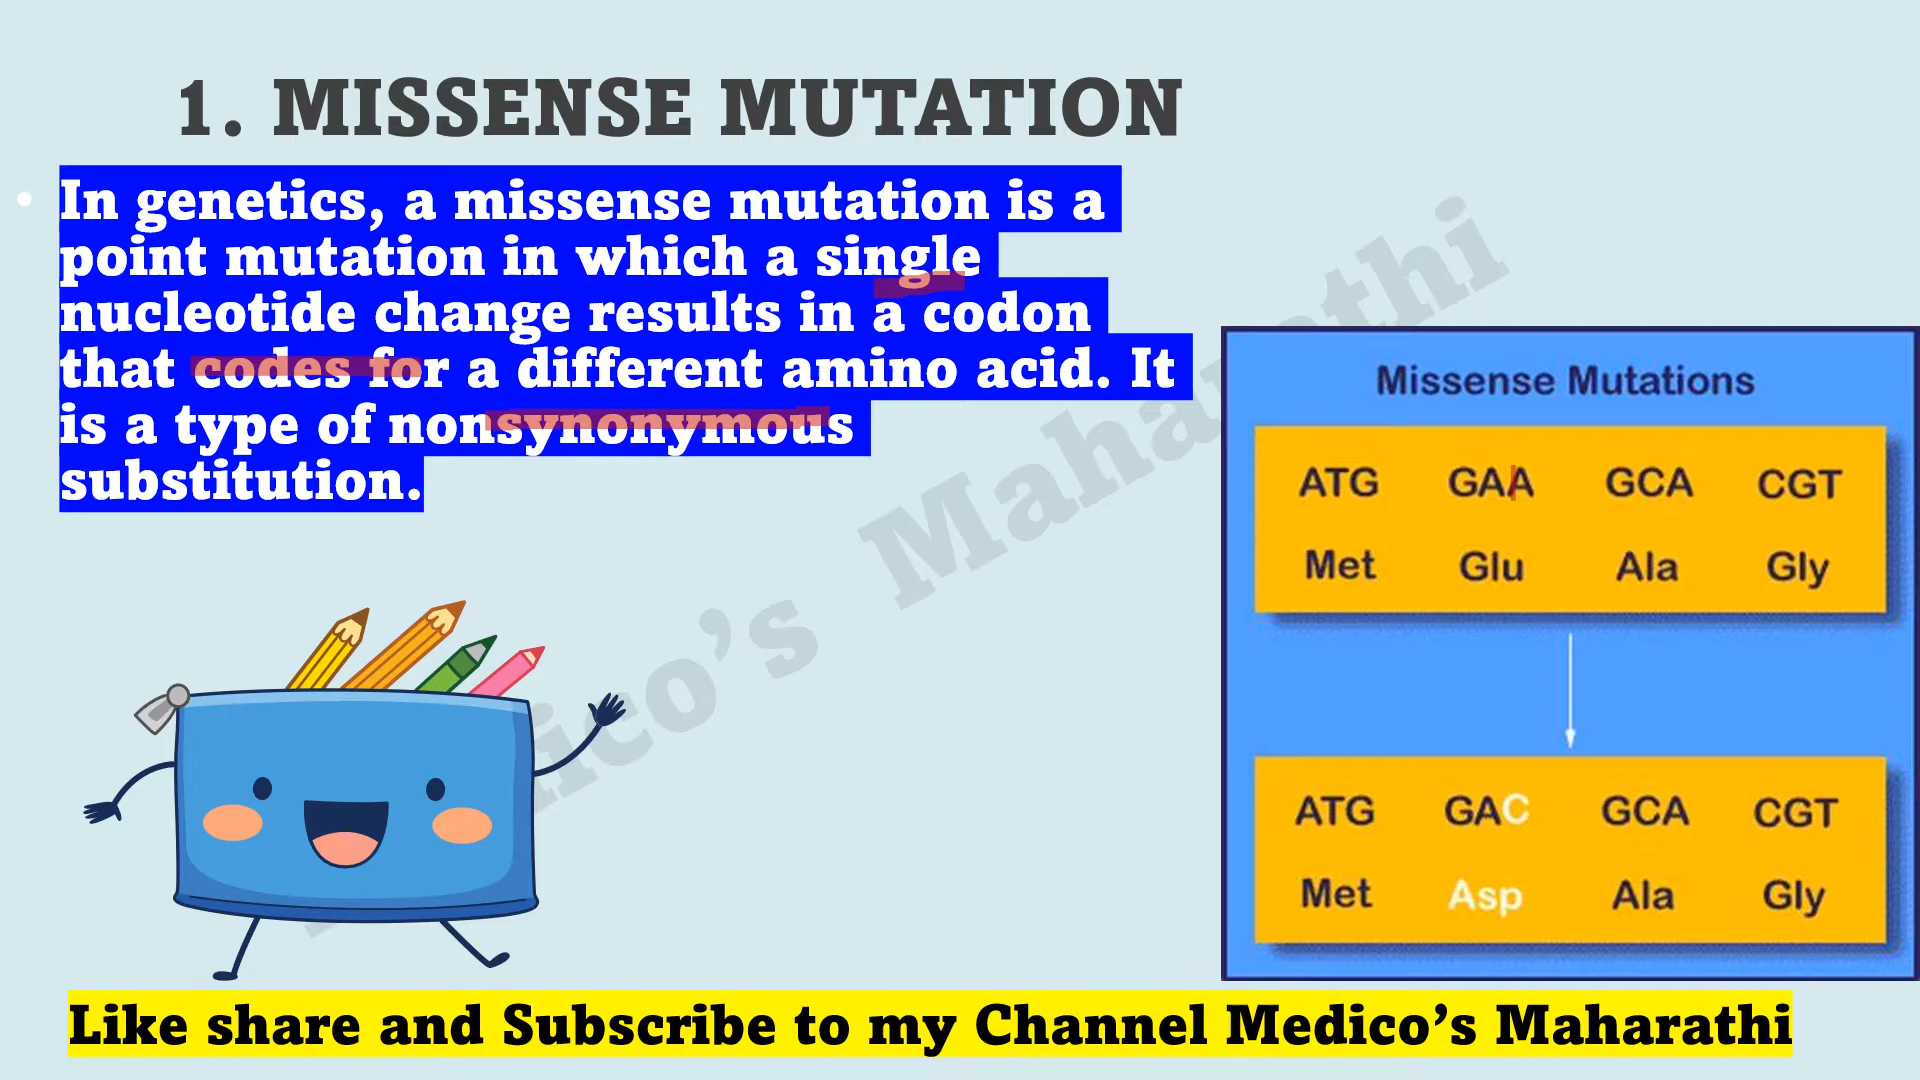 1. MISSENSE MUTATION
• In genetics, a missense mutation is a
point mutation in which a single
nucleotide change results in a codon
that codes for a different amino acid. It
is a type of nonsynonymous
substitution.
Missense Mutations
ATG GAA GCA CGT
Met Glu Ala Gly
ATG GAC GCA CGT
Met Asp Ala Gly
Like share and Subscribe to my Channel Medico’s Maharathi